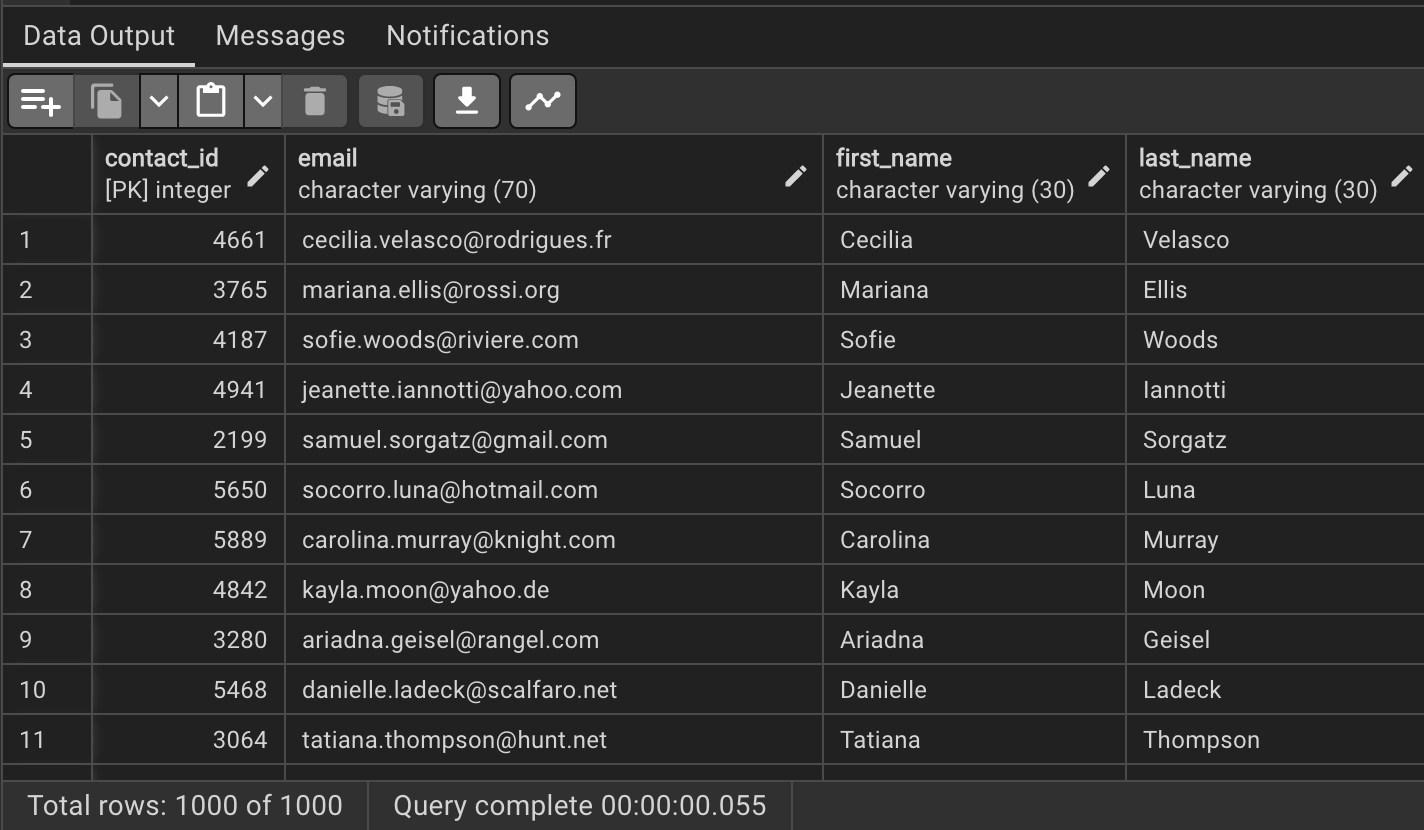 Data Output Messages Notifications
contact_id email first_name last_name
[PK] integer character varying (70) character varying (30) character varying (30)
1 4661 cecilia.velasco@rodrigues.fr Cecilia Velasco
2 3765 mariana.ellis@rossi.org Mariana Ellis
3 4187 sofie.woods@riviere.com Sofie Woods
4 4941 jeanette.iannotti@yahoo.com Jeanette Iannotti
5 2199 samuel.sorgatz@gmail.com Samuel Sorgatz
6 5650 socorro.luna@hotmail.com Socorro Luna
7 5889 carolina.murray@knight.com Carolina Murray
8 4842 kayla.moon@yahoo.de Kayla Moon
9 3280 ariadna.geisel@rangel.com Ariadna Geisel
10 5468 danielle.ladeck@scalfaro.net Danielle Ladeck
11 3064 tatiana.thompson@hunt.net Tatiana Thompson
Total rows: 1000 of 1000 Query complete 00:00:00.055